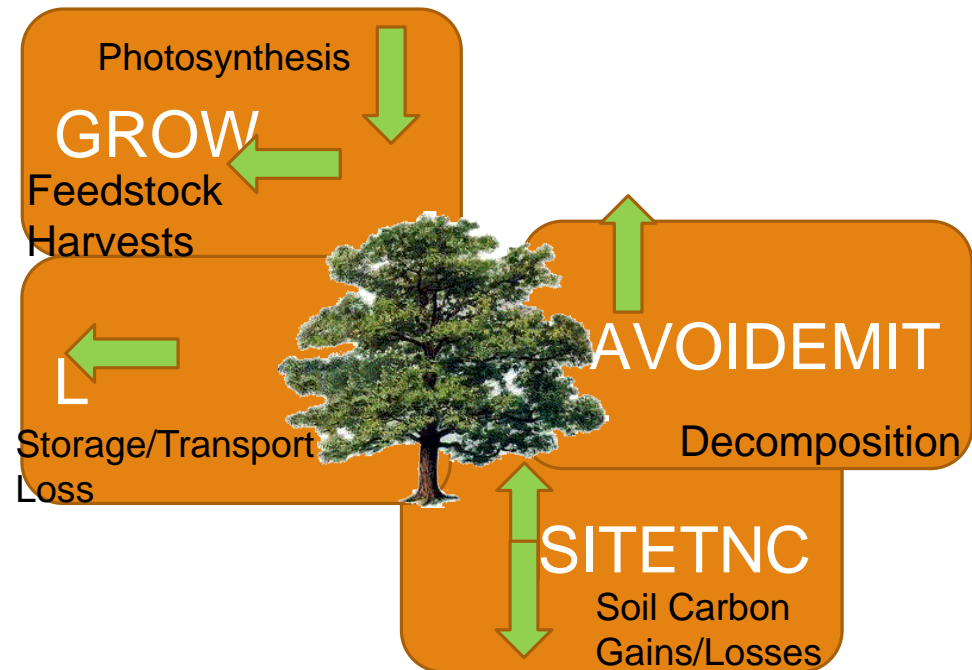 Photosynthesis
GROW
Feedstock
Harvests
L
Storage/Transport
Loss
AVOIDEMIT
Decomposition
SITETNC
Soil Carbon
Gains/Losses